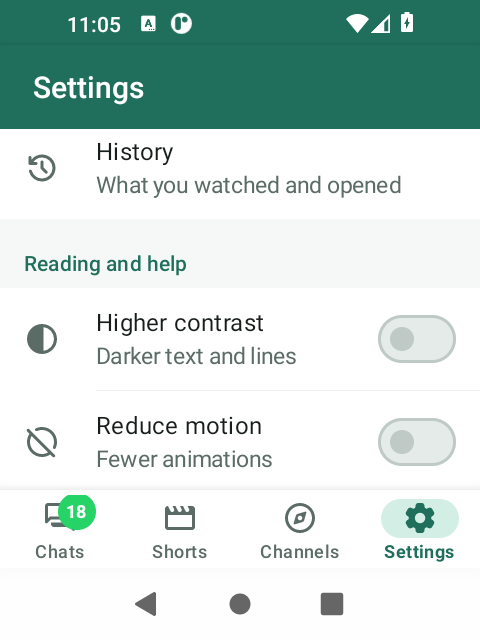 11:05
Settings
History
What you watched and opened
Reading and help
Higher contrast
Darker text and lines
Reduce motion
Fewer animations
18
Chats
Shorts
Channels
Settings